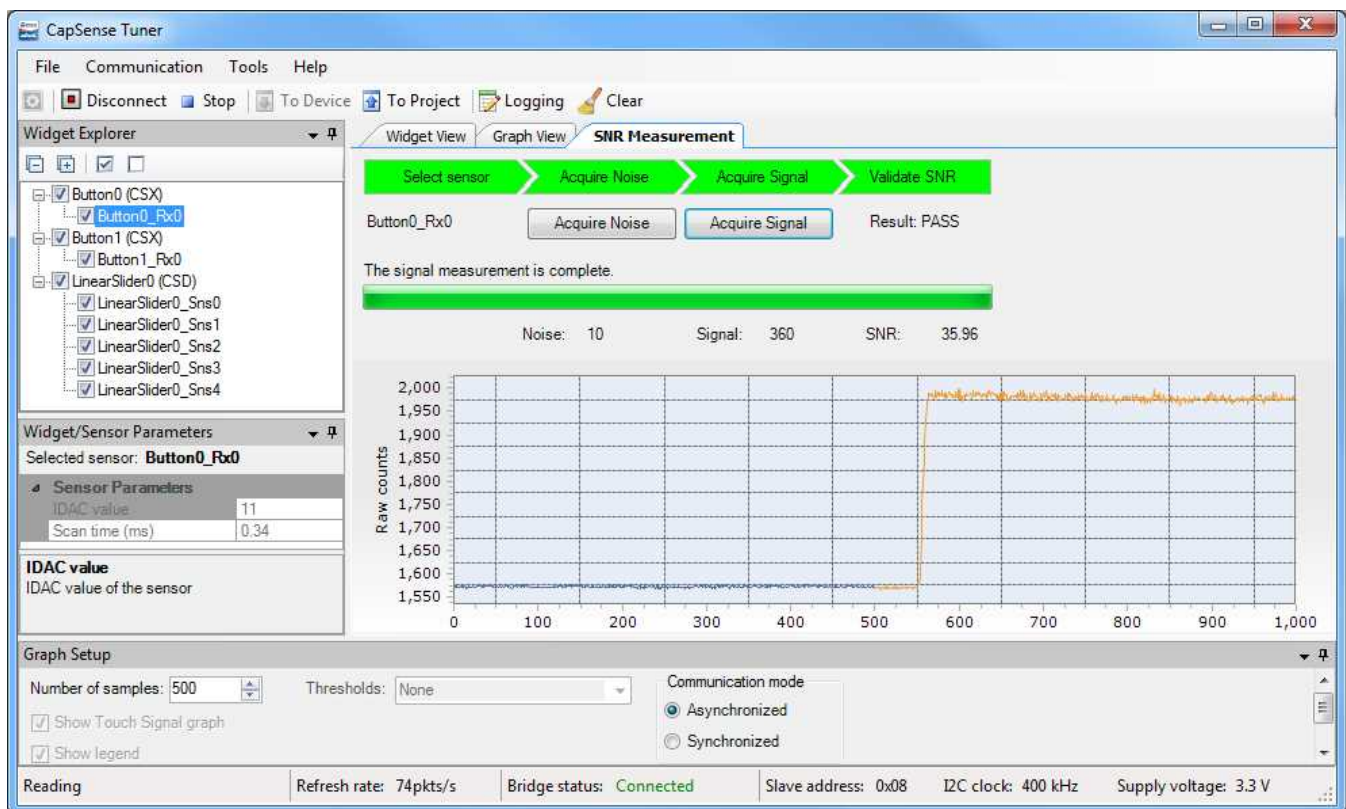 CapSense Tuner
File Communication Tools Help
Disconnect Stop To Device To Project Logging Clear
Widget Explorer
Button0 (CSX)
Button0_Rx0
Button1 (CSX)
Button1_Rx0
LinearSlider0 (CSD)
LinearSlider0_Sns0
LinearSlider0_Sns1
LinearSlider0_Sns2
LinearSlider0_Sns3
LinearSlider0_Sns4
Widget/Sensor Parameters
Selected sensor: Button0_Rx0
Sensor Parameters
IDAC value 11
Scan time (ms) 0.34
IDAC value
IDAC value of the sensor
Widget View Graph View SNR Measurement
Select sensor Acquire Noise Acquire Signal Validate SNR
Button0_Rx0 Acquire Noise Acquire Signal Result: PASS
The signal measurement is complete.
Noise: 10 Signal: 360 SNR: 35.96
Raw counts
2,000
1,950
1,900
1,850
1,800
1,750
1,700
1,650
1,600
1,550
0 100 200 300 400 500 600 700 800 900 1,000
Graph Setup
Number of samples: 500 Thresholds: None Communication mode
Show Touch Signal graph Asynchronized
Show legend Synchronized
Reading Refresh rate: 74pkts/s Bridge status: Connected Slave address: 0x08 I2C clock: 400 kHz Supply voltage: 3.3 V